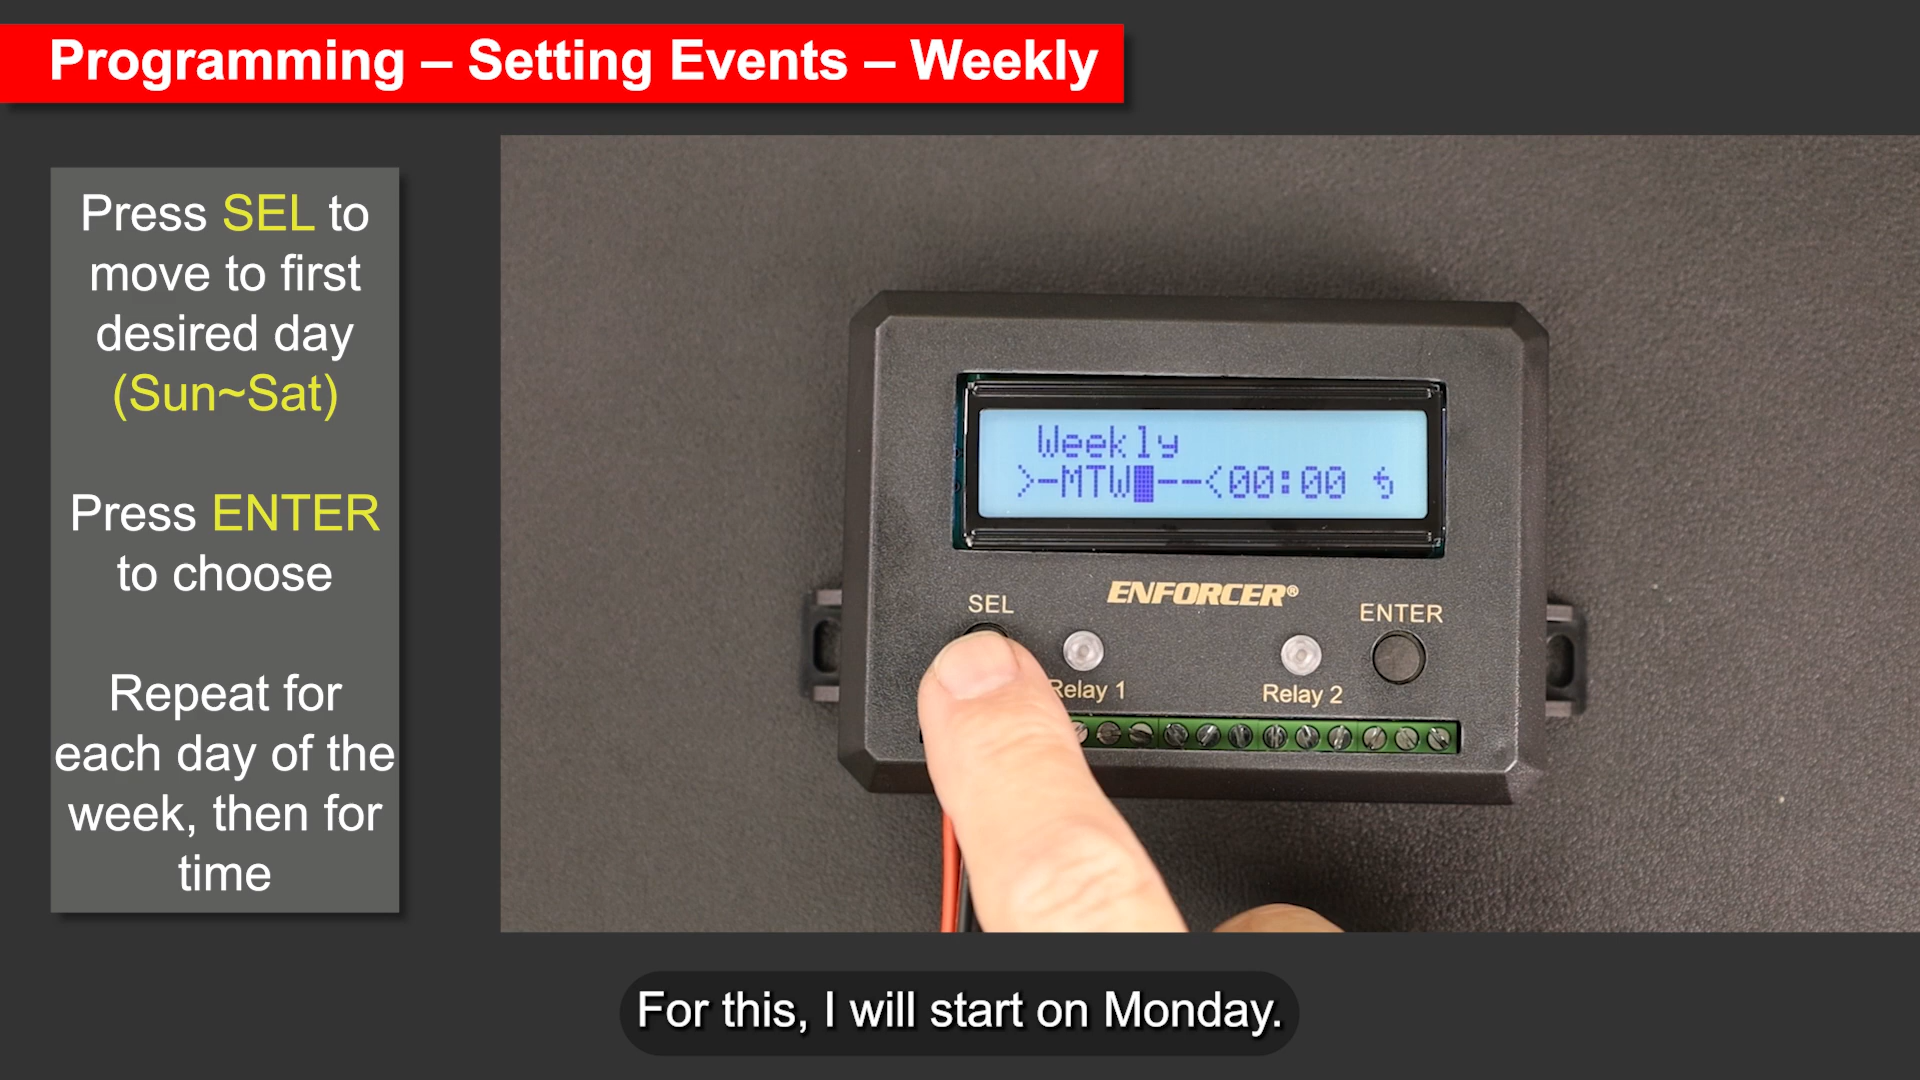 Programming – Setting Events – Weekly
Press SEL to
move to first
desired day
(Sun~Sat)
Press ENTER
to choose
Repeat for
each day of the
week, then for
time
Weekly
>-MTW█--<00:00 ↰
ENFORCER®
SEL
ENTER
Relay 1
Relay 2
For this, I will start on Monday.